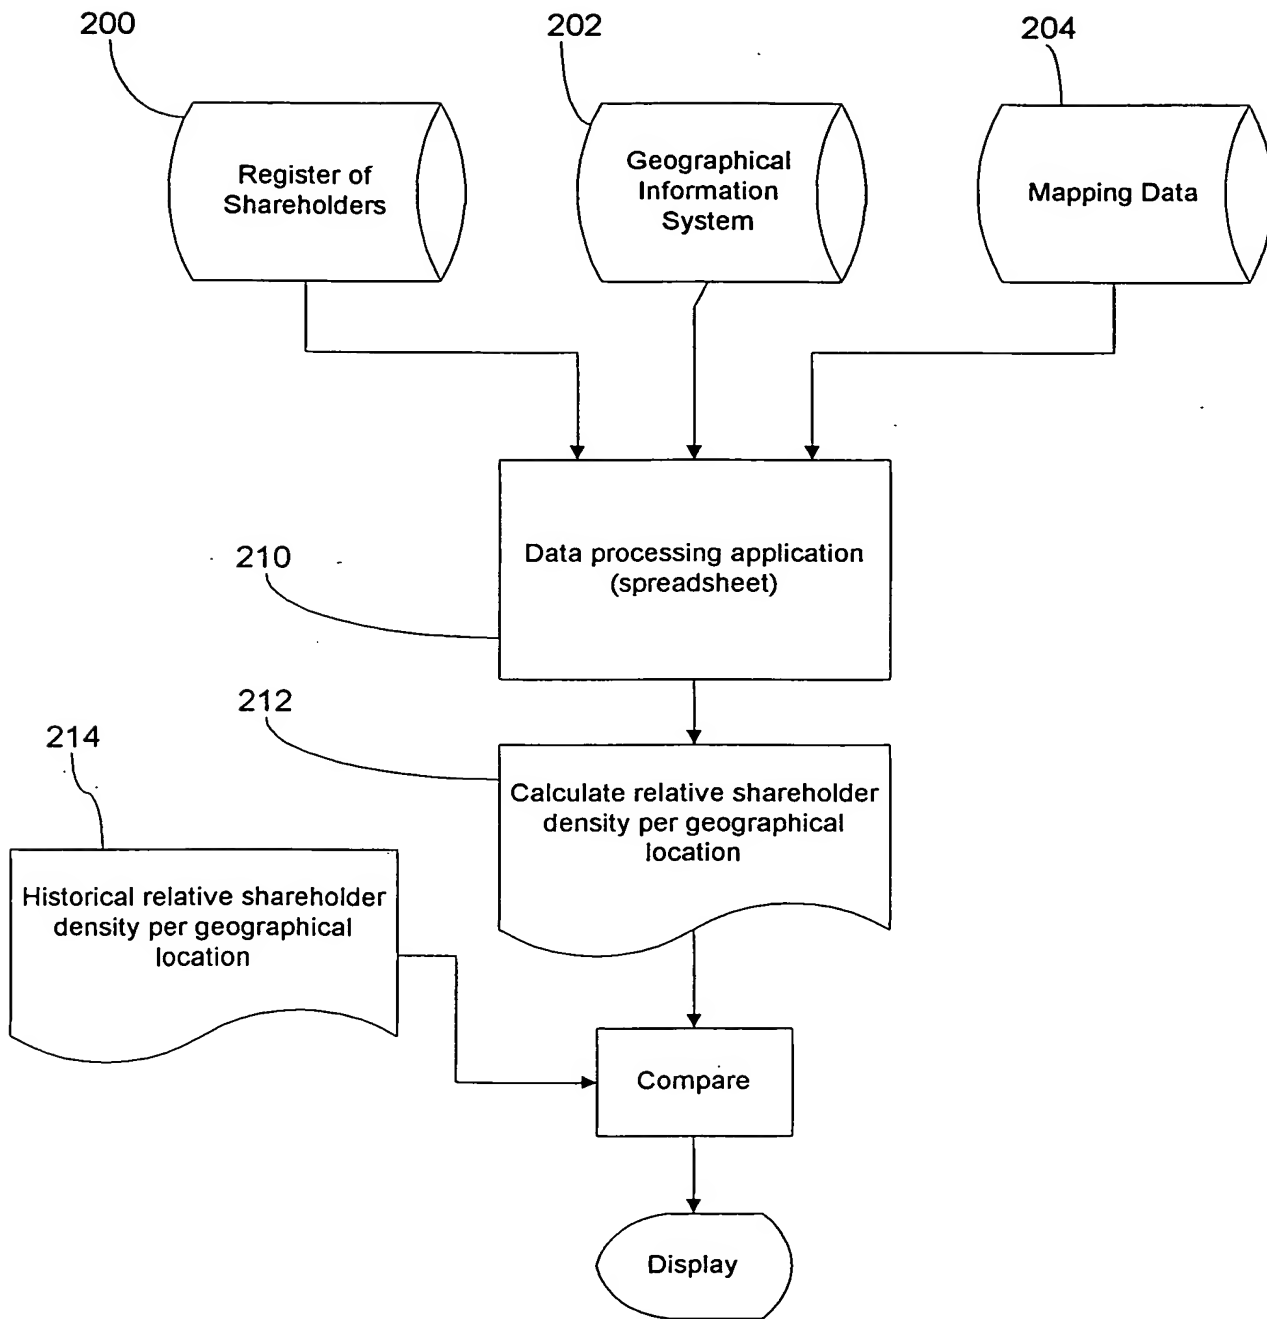 200
202
204
Register of
Shareholders
Geographical
Information
System
Mapping Data
210
Data processing application
(spreadsheet)
212
214
Calculate relative shareholder
density per geographical
location
Historical relative shareholder
density per geographical
location
Compare
Display